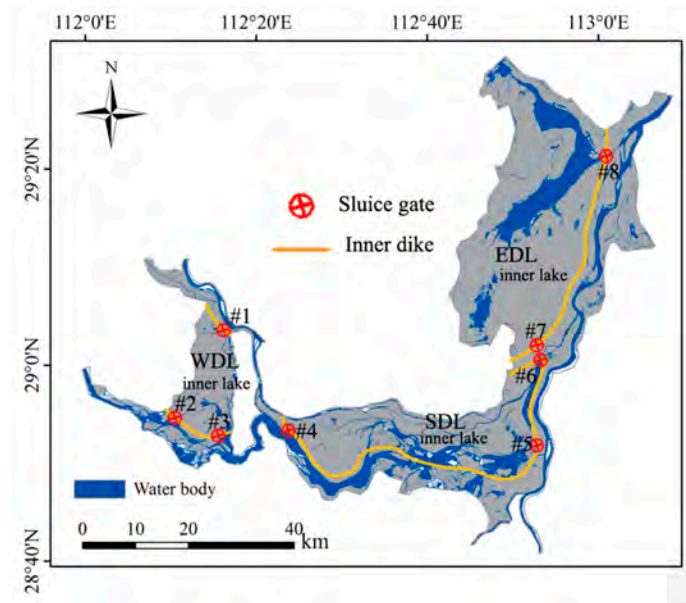 112°0'E 112°20'E 112°40'E 113°0'E
N
29°20'N
#8
Sluice gate
Inner dike
EDL
inner lake
#1
#7
29°0'N
WDL
inner lake
#6
#2
SDL
inner lake
#3
#4
#5
Water body
0 10 20 40
km
28°40'N